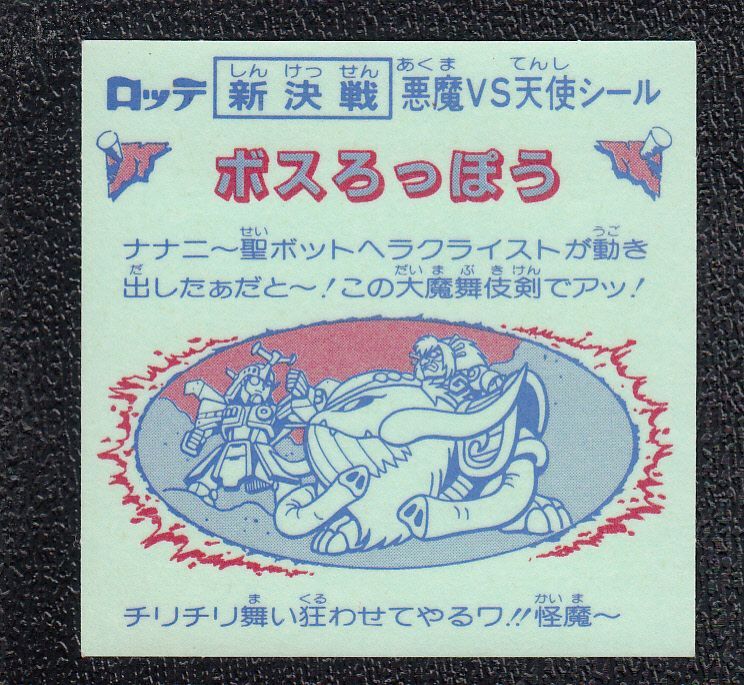 しん けっ せん あくま てんし
ロッテ 新決戦 悪魔VS天使シール
ボスろっぽう
せい うご
ナナニ〜聖ボットヘラクライストが動き
だ だいまぶきけん
出したぁだと〜!この大魔舞伎剣でアッ!
ま くる かいま
チリチリ舞い狂わせてやるワ!!怪魔〜